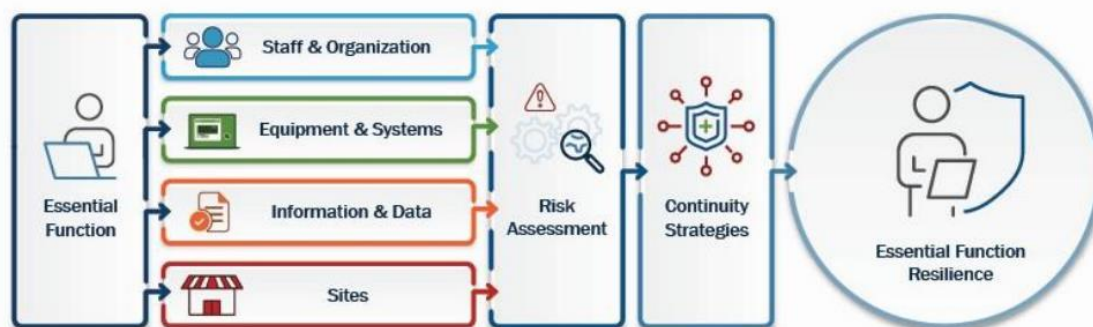 Essential
Function
Staff & Organization
Equipment & Systems
Information & Data
Sites
Risk
Assessment
Continuity
Strategies
Essential Function
Resilience